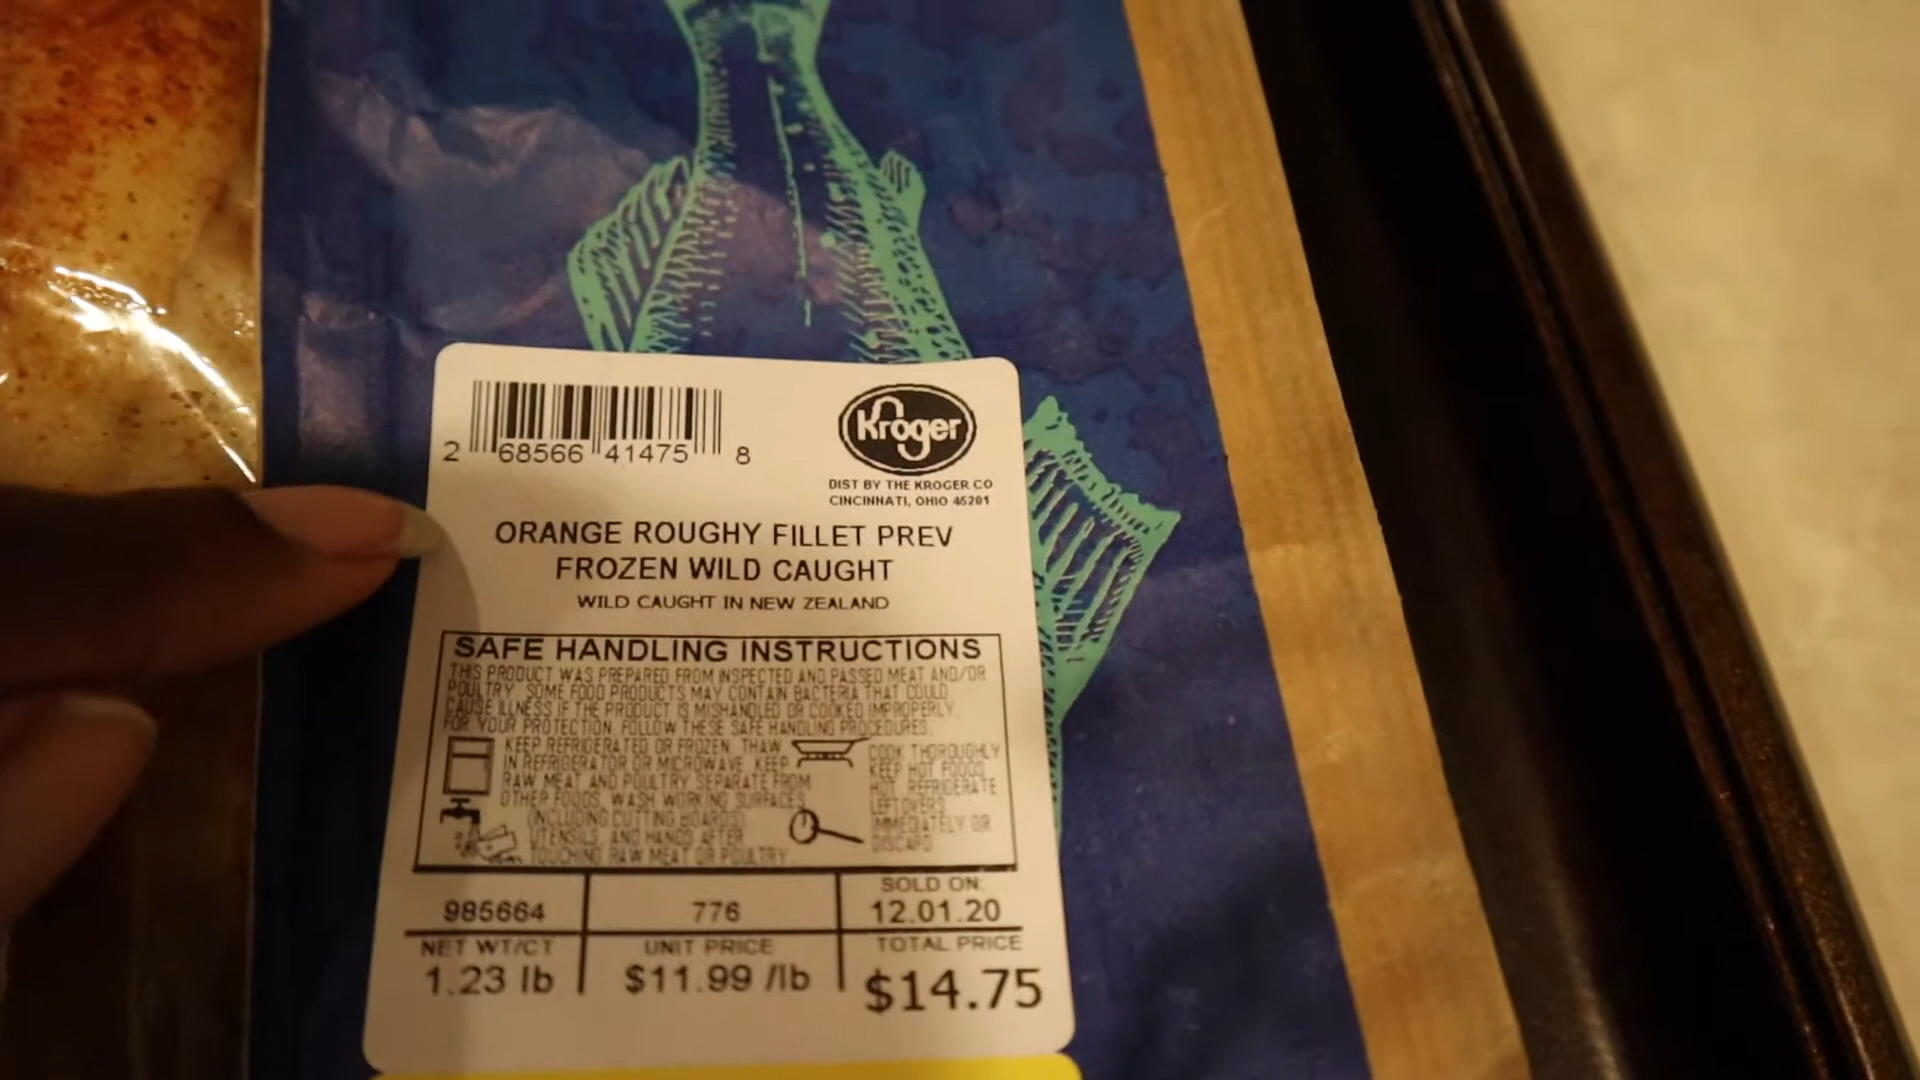 2 68566 41475 8
Kroger
DIST BY THE KROGER CO
CINCINNATI, OHIO 45201
ORANGE ROUGHY FILLET PREV
FROZEN WILD CAUGHT
WILD CAUGHT IN NEW ZEALAND
SAFE HANDLING INSTRUCTIONS
THIS PRODUCT WAS PREPARED FROM INSPECTED AND PASSED MEAT AND/OR
POULTRY. SOME FOOD PRODUCTS MAY CONTAIN BACTERIA THAT COULD
CAUSE ILLNESS IF THE PRODUCT IS MISHANDLED OR COOKED IMPROPERLY.
FOR YOUR PROTECTION, FOLLOW THESE SAFE HANDLING PROCEDURES.
KEEP REFRIGERATED OR FROZEN. THAW
IN REFRIGERATOR OR MICROWAVE. KEEP
RAW MEAT AND POULTRY SEPARATE FROM
OTHER FOODS. WASH WORKING SURFACES
(INCLUDING CUTTING BOARDS)
UTENSILS, AND HANDS AFTER
TOUCHING RAW MEAT OR POULTRY
COOK THOROUGHLY
KEEP HOT FOODS
HOT. REFRIGERATE
LEFTOVERS
IMMEDIATELY OR
DISCARD
985664
776
SOLD ON:
12.01.20
NET WT/CT
UNIT PRICE
TOTAL PRICE
1.23 lb
$11.99 /lb
$14.75